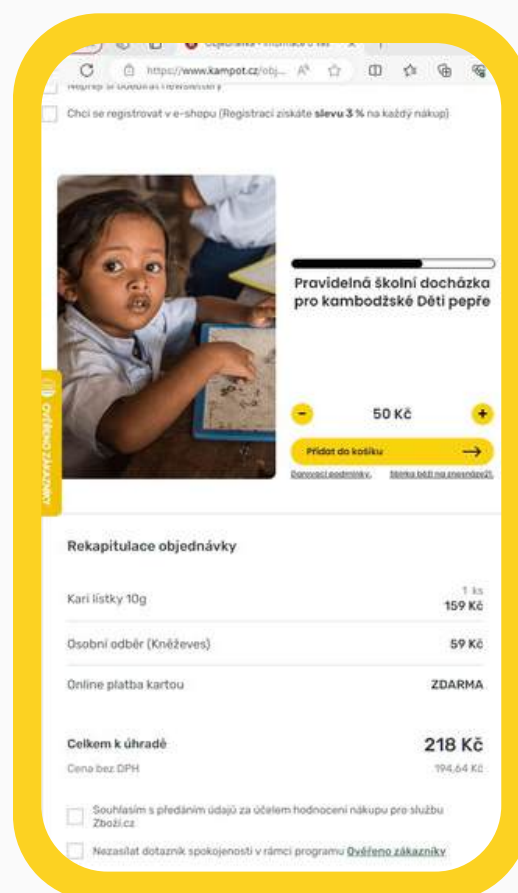 https://www.kampot.cz/obj...
Chci se registrovat v e-shopu (Registrací získáte slevu 3 % na každý nákup)
Pravidelná školní docházka
pro kambodžské Děti pepře
50 Kč
Přidat do košíku
Darovací podmínky.
OVĚŘENO ZÁKAZNÍKY
Rekapitulace objednávky
1 ks
Kari lístky 10g
159 Kč
Osobní odběr (Kněževes) 59 Kč
Online platba kartou ZDARMA
Celkem k úhradě 218 Kč
Cena bez DPH 194,64 Kč
Souhlasím s předáním údajů za účelem hodnocení nákupu pro službu
Zboží.cz
Nezasílat dotazník spokojenosti v rámci programu Ověřeno zákazníky